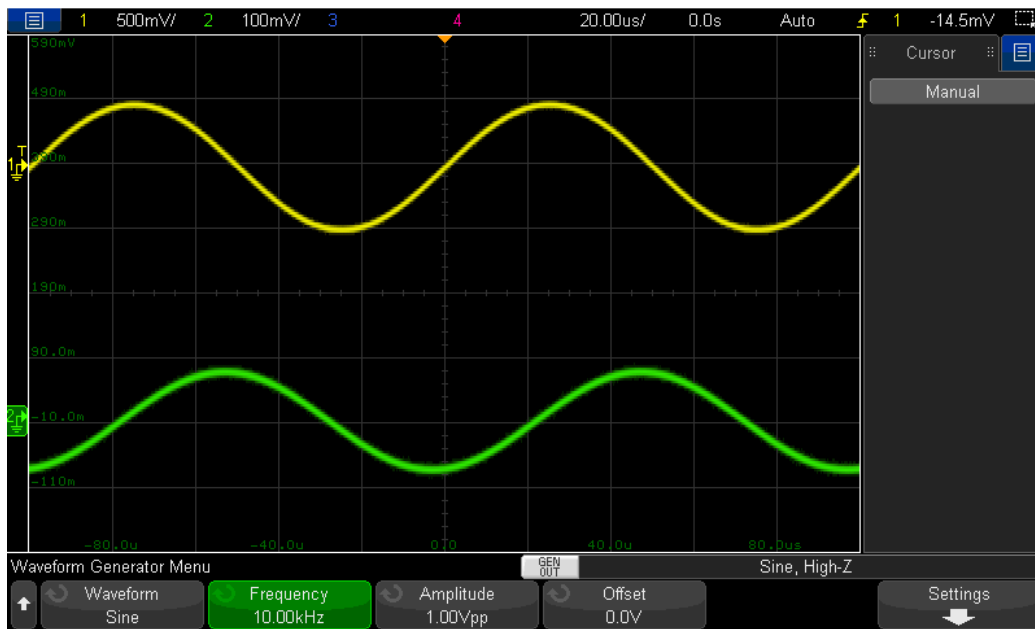 1 500mV/ 2 100mV/ 3 4 20.00us/ 0.0s Auto 1 -14.5mV
590mV
Cursor
Manual
490m
T
1 390m
290m
190m
90.0m
2 -10.0m
-110m
-80.0u -40.0u 0.0 40.0u 80.0us
Waveform Generator Menu GEN OUT Sine, High-Z
Waveform Frequency Amplitude Offset Settings
Sine 10.00kHz 1.00Vpp 0.0V